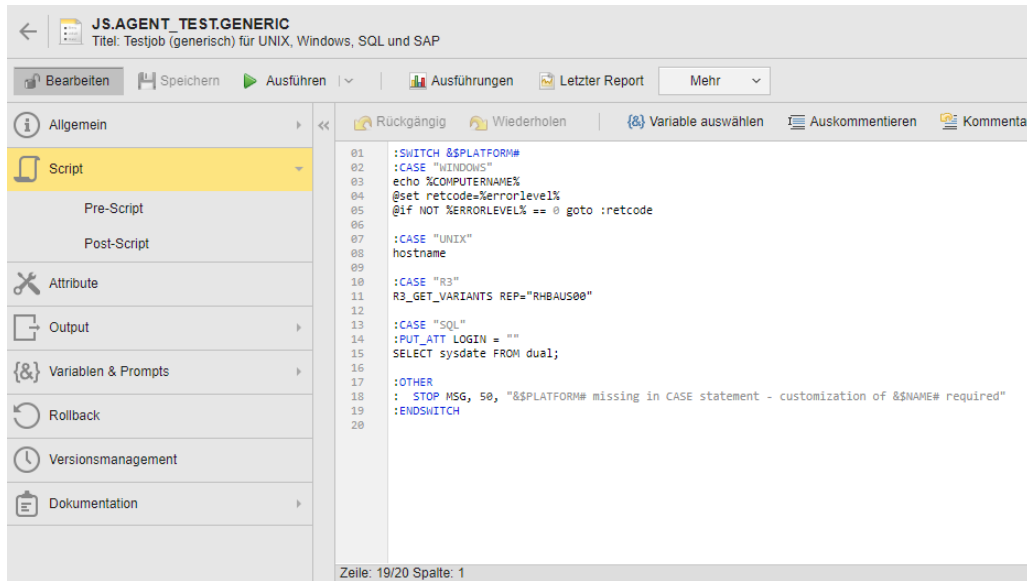 JS.AGENT_TEST.GENERIC
Titel: Testjob (generisch) für UNIX, Windows, SQL und SAP
Bearbeiten Speichern Ausführen Ausführungen Letzter Report Mehr
Allgemein
Script
Pre-Script
Post-Script
Attribute
Output
{&} Variablen & Prompts
Rollback
Versionsmanagement
Dokumentation
Rückgängig Wiederholen {&} Variable auswählen Auskommentieren Kommenta
01 :SWITCH &$PLATFORM#
02 :CASE "WINDOWS"
03 echo %COMPUTERNAME%
04 @set retcode=%errorlevel%
05 @if NOT %ERRORLEVEL% == 0 goto :retcode
06
07 :CASE "UNIX"
08 hostname
09
10 :CASE "R3"
11 R3_GET_VARIANTS REP="RHBAUS00"
12
13 :CASE "SQL"
14 :PUT_ATT LOGIN = ""
15 SELECT sysdate FROM dual;
16
17 :OTHER
18 :  STOP MSG, 50, "&$PLATFORM# missing in CASE statement - customization of &$NAME# required"
19 :ENDSWITCH
20
Zeile: 19/20 Spalte: 1